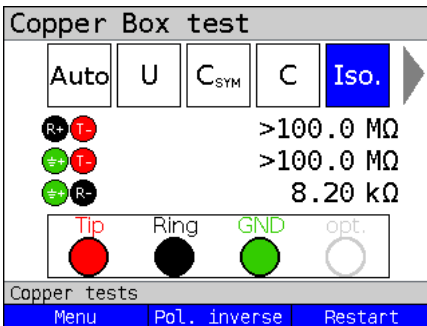 Copper Box test
Auto U CSYM C Iso.
R+ T- >100.0 MΩ
⏚+ T- >100.0 MΩ
⏚+ R- 8.20 kΩ
Tip Ring GND opt.
Copper tests
Menu Pol. inverse Restart